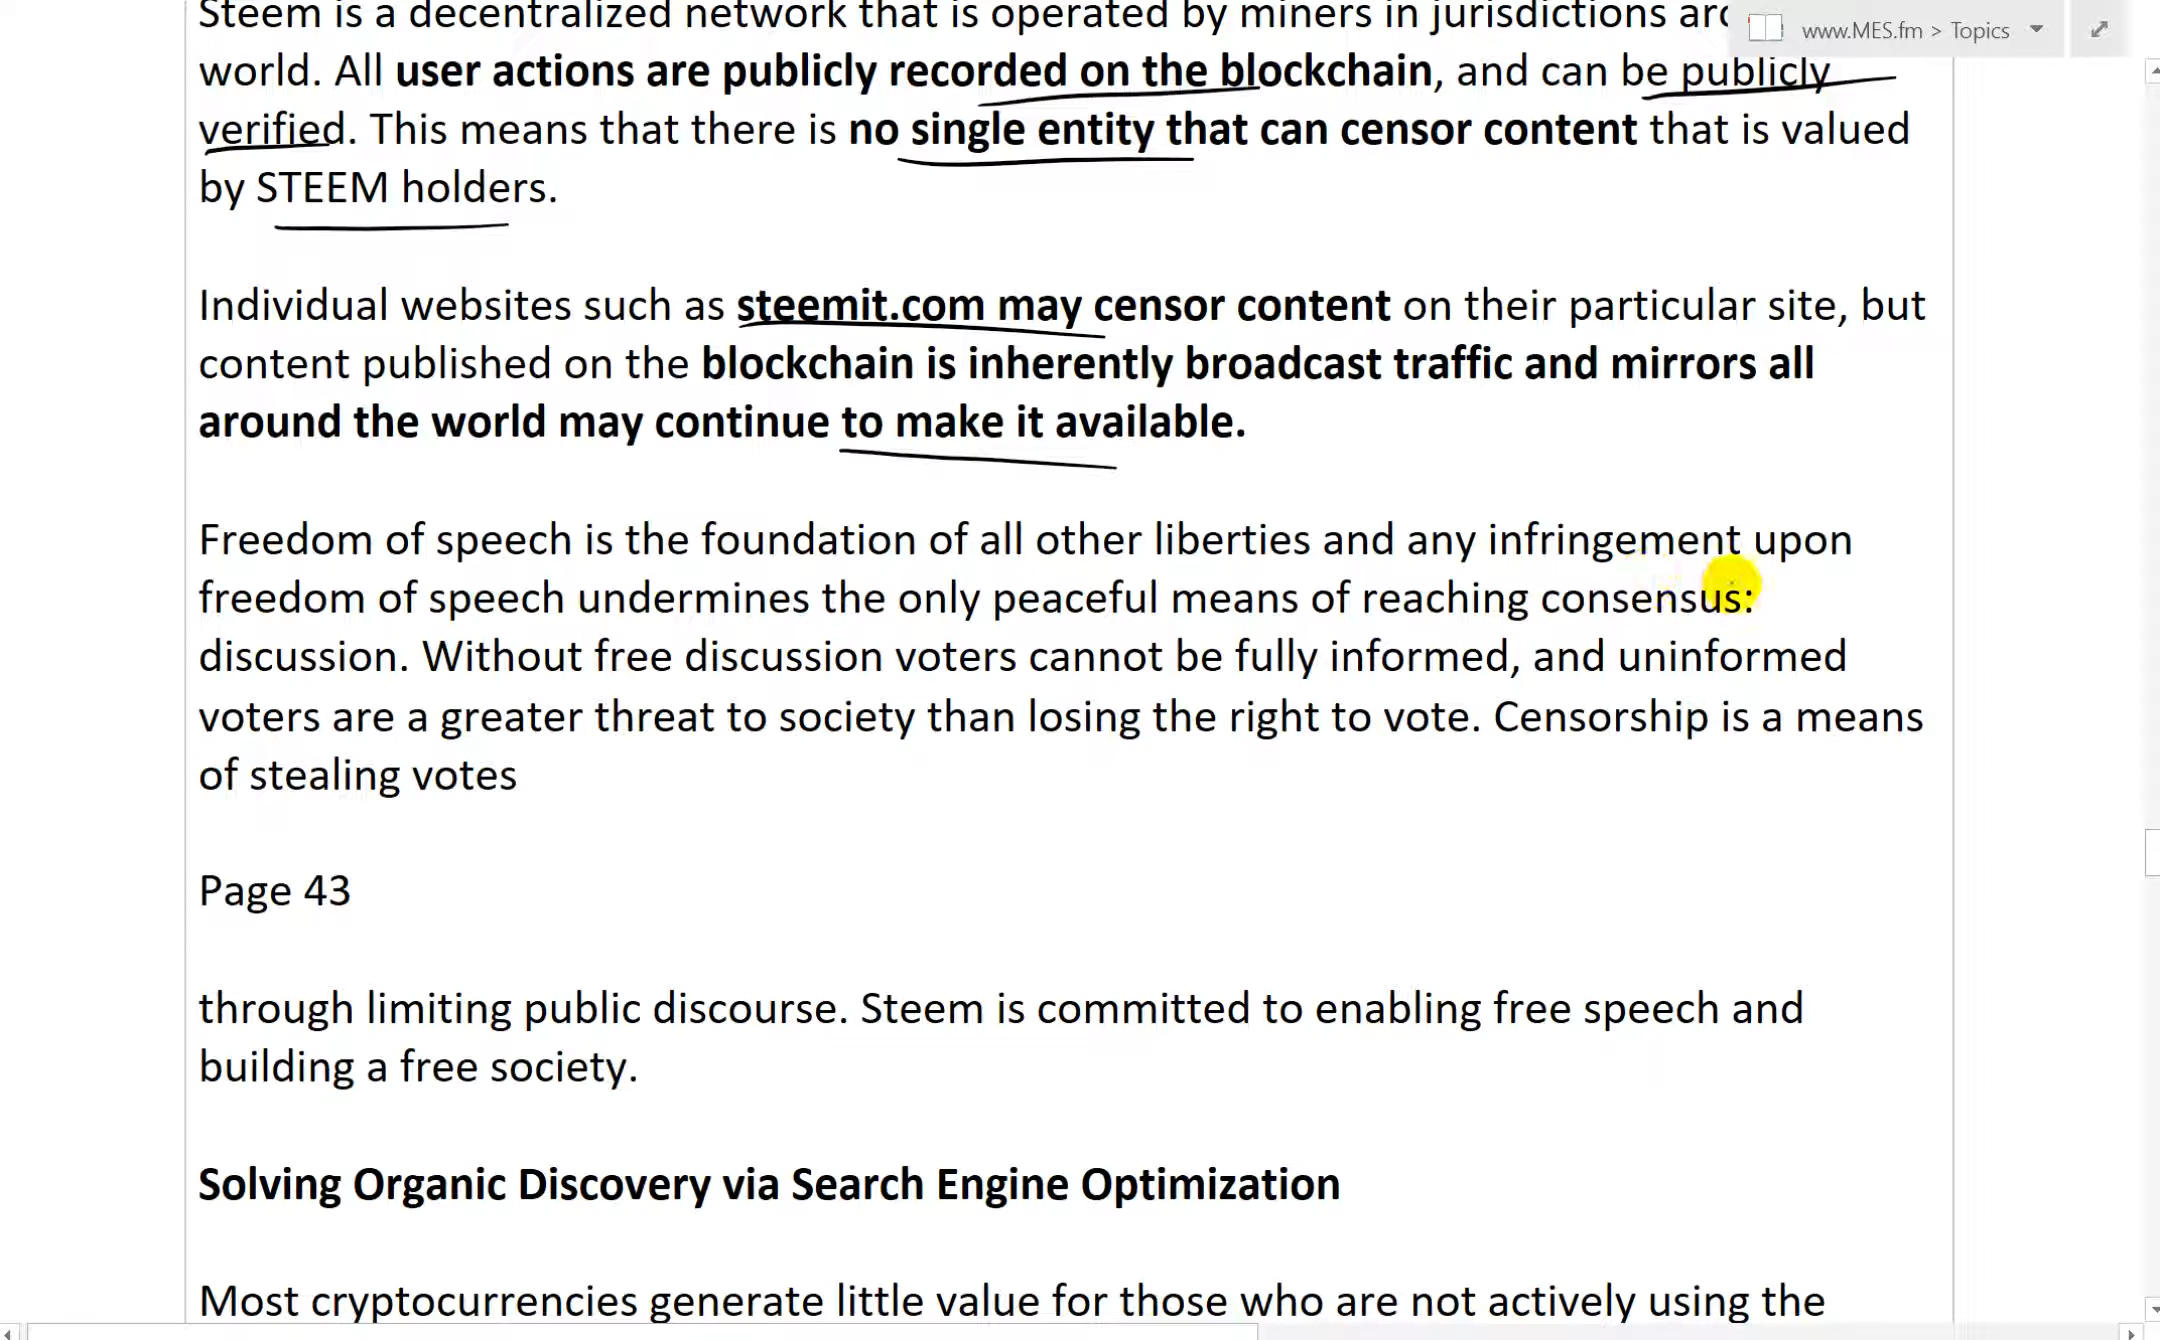 Steem is a decentralized network that is operated by miners in jurisdictions
www.MES.fm > Topics
world. All user actions are publicly recorded on the blockchain, and can be publicly
verified. This means that there is no single entity that can censor content that is valued
by STEEM holders.
Individual websites such as steemit.com may censor content on their particular site, but
content published on the blockchain is inherently broadcast traffic and mirrors all
around the world may continue to make it available.
Freedom of speech is the foundation of all other liberties and any infringement upon
freedom of speech undermines the only peaceful means of reaching consensus:
discussion. Without free discussion voters cannot be fully informed, and uninformed
voters are a greater threat to society than losing the right to vote. Censorship is a means
of stealing votes
Page 43
through limiting public discourse. Steem is committed to enabling free speech and
building a free society.
Solving Organic Discovery via Search Engine Optimization
Most cryptocurrencies generate little value for those who are not actively using the